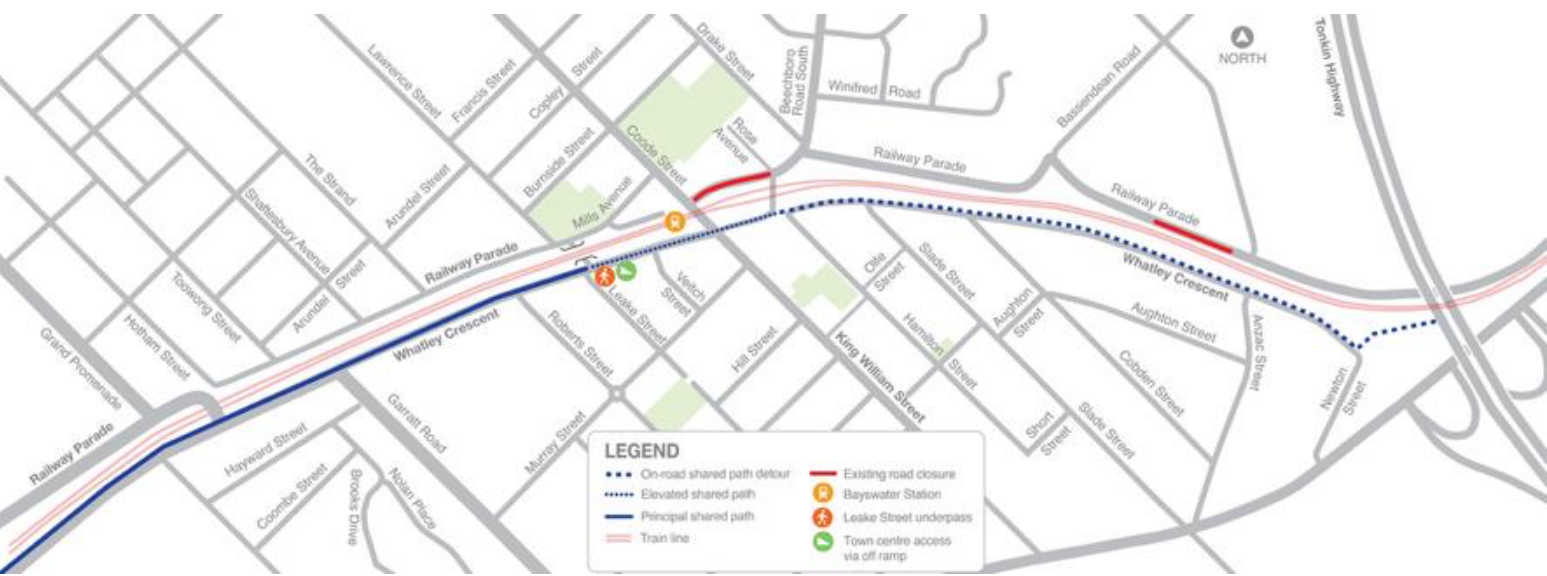 Drake Street
Tonkin Highway
NORTH
Beechboro
Road South
Lawrence Street
Francis Street
Copley
Street
Winifred
Road
Bassendean Road
Coode Street
Rose
Avenue
Burnside Street
Railway Parade
The Strand
Arundel Street
Mills Avenue
Railway Parade
Shaftesbury Avenue
Railway Parade
Toowong Street
Arundel
Street
Veitch
Street
Olfe
Street
Slade Street
Whatley Crescent
Hotham Street
Leake Street
Aughton
Street
Aughton Street
Grand Promenade
Whatley Crescent
Roberts Street
Hill Street
King William Street
Hamilton
Street
Anzac Street
Cobden Street
Newton
Street
Garratt Road
Railway Parade
Hayward Street
Murray Street
Short
Street
Slade Street
Coombe Street
Brooks Drive
Nolan Place
LEGEND
On-road shared path detour
Elevated shared path
Principal shared path
Train line
Existing road closure
Bayswater Station
Leake Street underpass
Town centre access
via off ramp